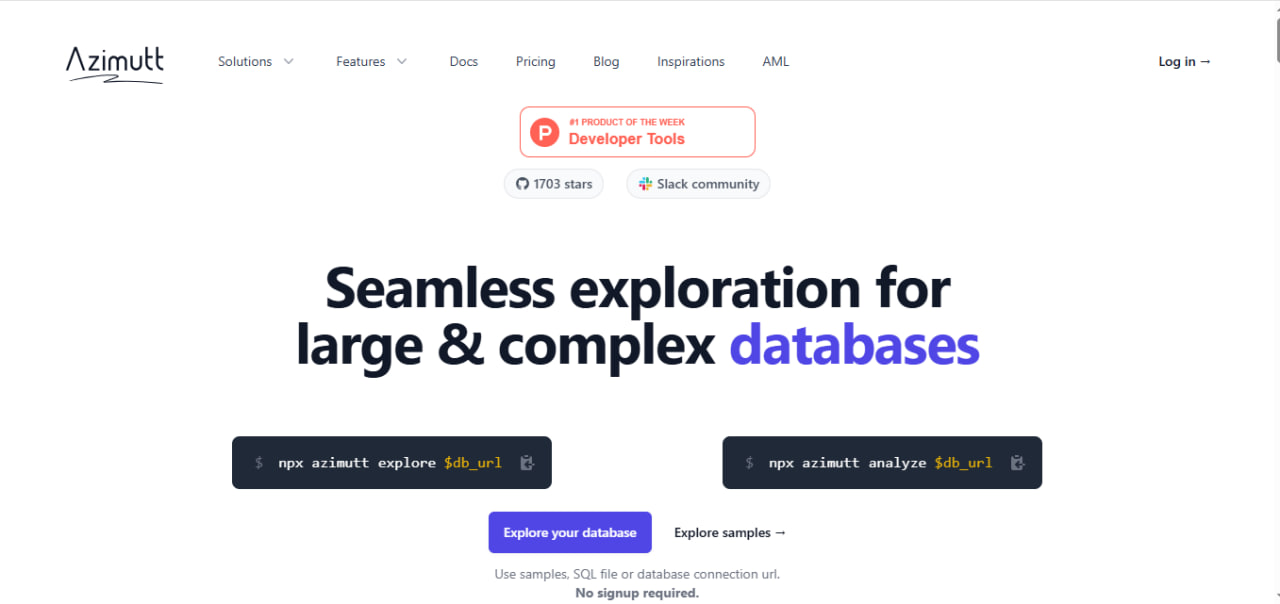 Azimutt
Solutions
Features
Docs
Pricing
Blog
Inspirations
AML
Log in →
P
#1 PRODUCT OF THE WEEK
Developer Tools
1703 stars
Slack community
Seamless exploration for
large & complex databases
$ npx azimutt explore $db_url
$ npx azimutt analyze $db_url
Explore your database
Explore samples →
Use samples, SQL file or database connection url.
No signup required.